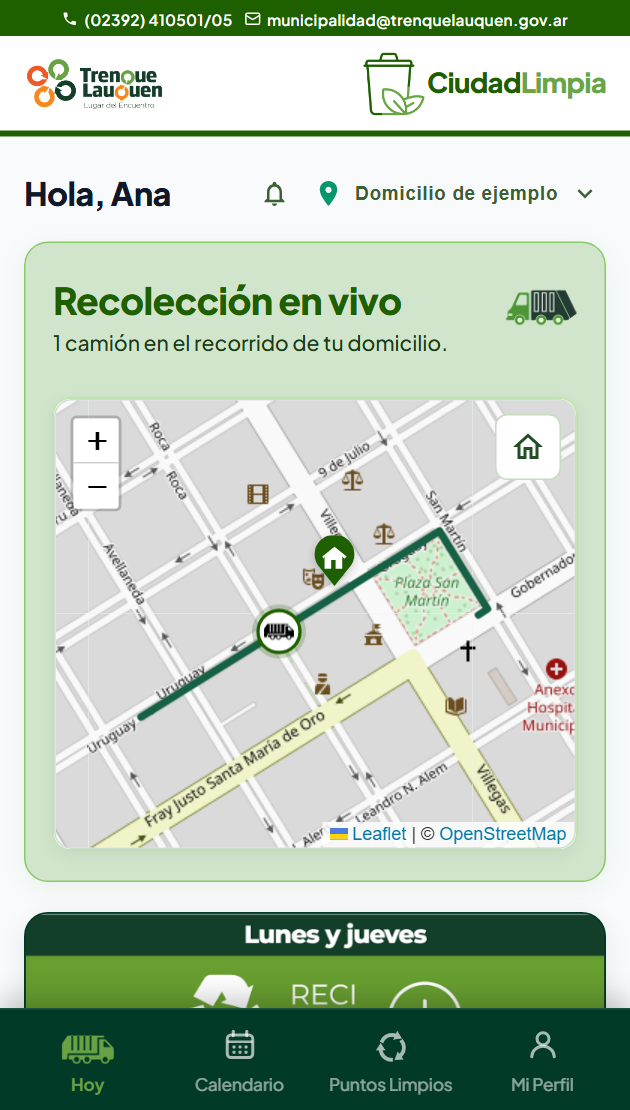 (02392) 410501/05 municipalidad@trenquelauquen.gov.ar
Trenque
Lauquen
Lugar del Encuentro
CiudadLimpia
Hola, Ana
Domicilio de ejemplo
Recolección en vivo
1 camión en el recorrido de tu domicilio.
+
−
Roca
Roca
9 de Julio
San Martín
Avellaneda
Plaza San
Martín
Uruguay
Uruguay
Fray Justo Santa María de Oro
Villegas
Leandro N. Alem
Leaflet | © OpenStreetMap
Lunes y jueves
RECI
Hoy
Calendario
Puntos Limpios
Mi Perfil